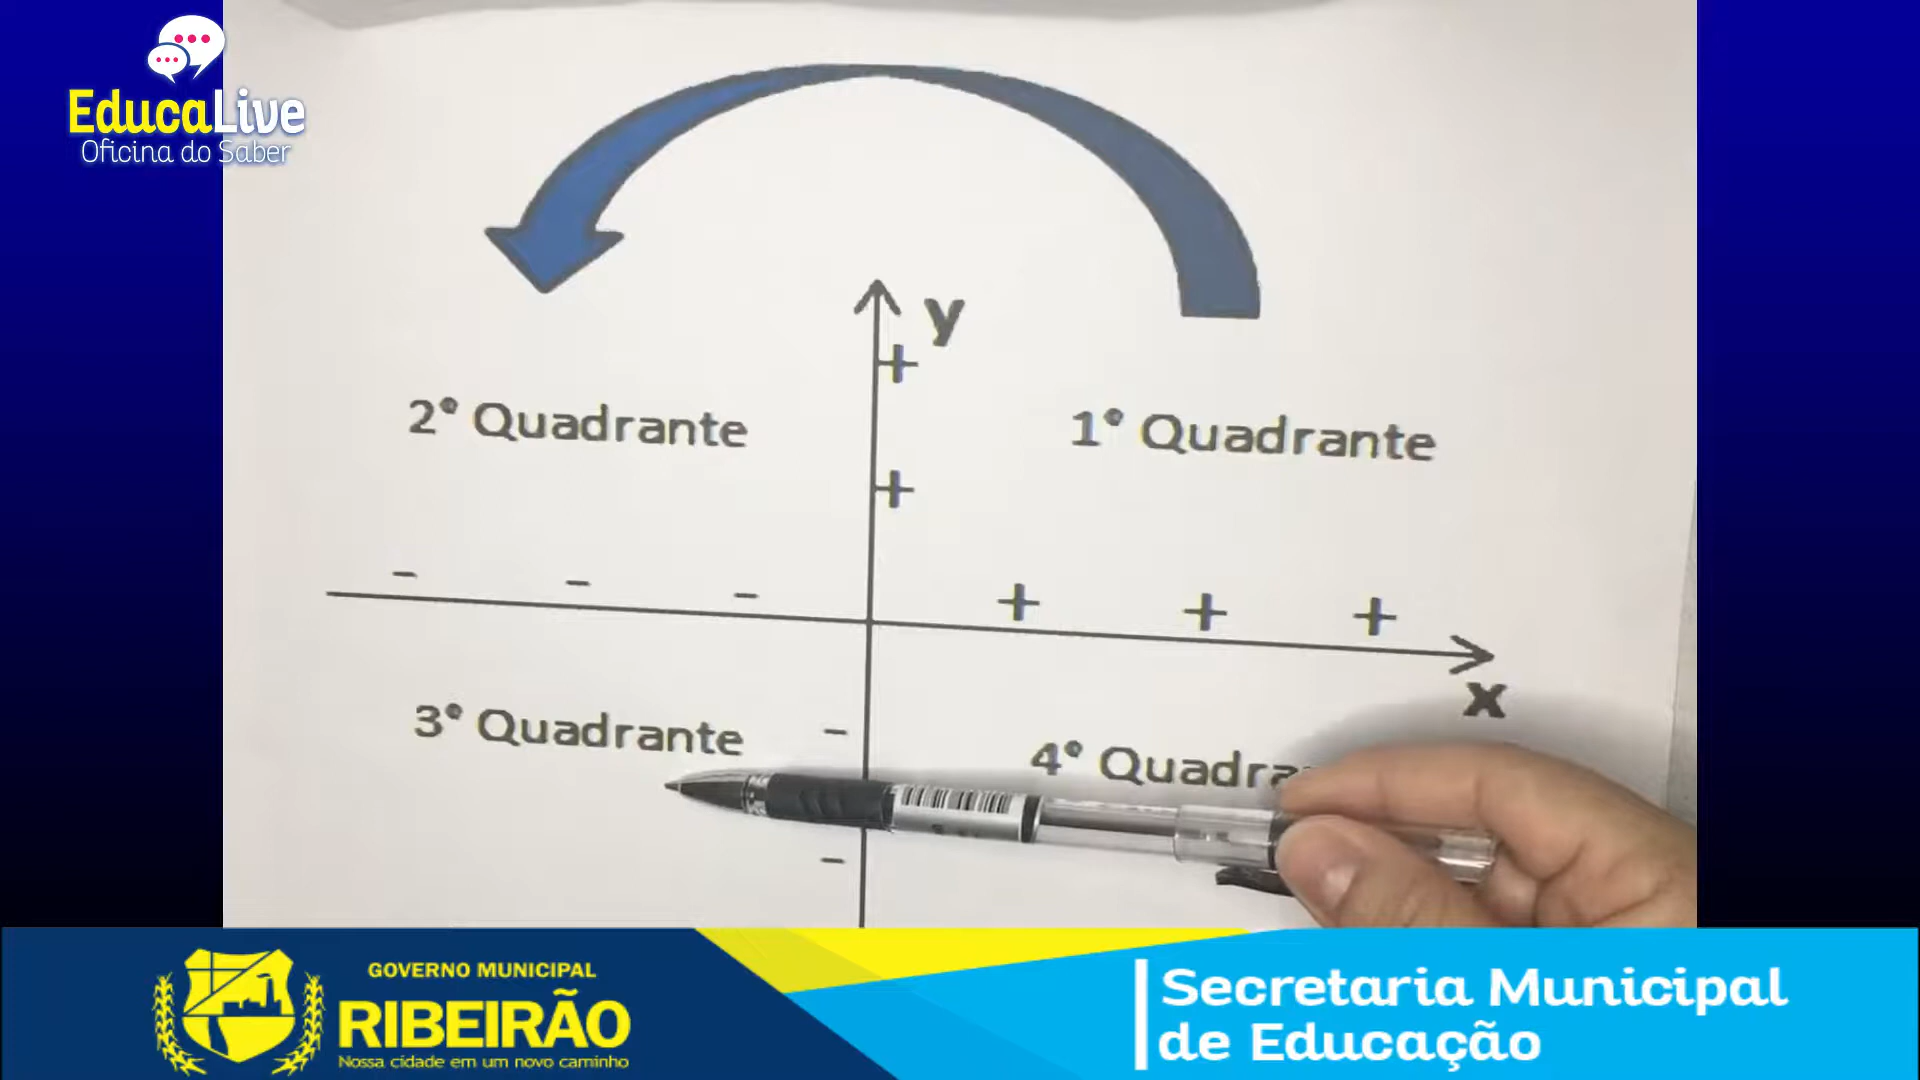 EducaLive
Oficina do Saber
y
+
2° Quadrante
1° Quadrante
+
- - - + + +
x
3° Quadrante
-
4° Quadra
-
GOVERNO MUNICIPAL
RIBEIRÃO
Nossa cidade em um novo caminho
Secretaria Municipal
de Educação